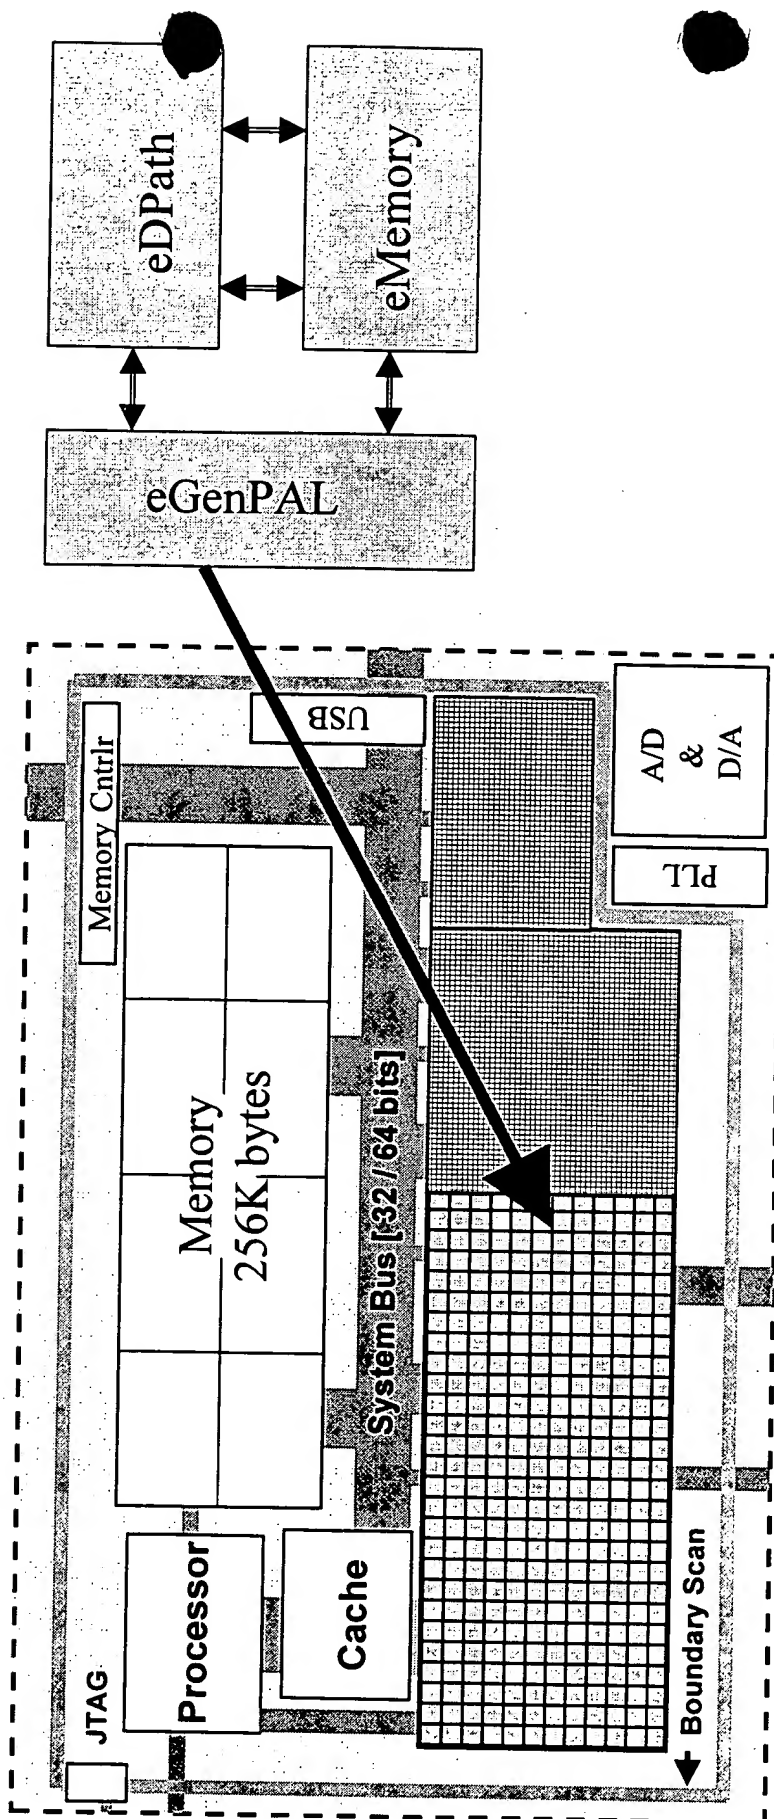 eDPath
eMemory
eGenPAL
JTAG
Processor
Cache
Memory
256K bytes
Memory Cntrlr
USB
System Bus [ 32 / 64 bits]
A/D
&
D/A
PLL
Boundary Scan